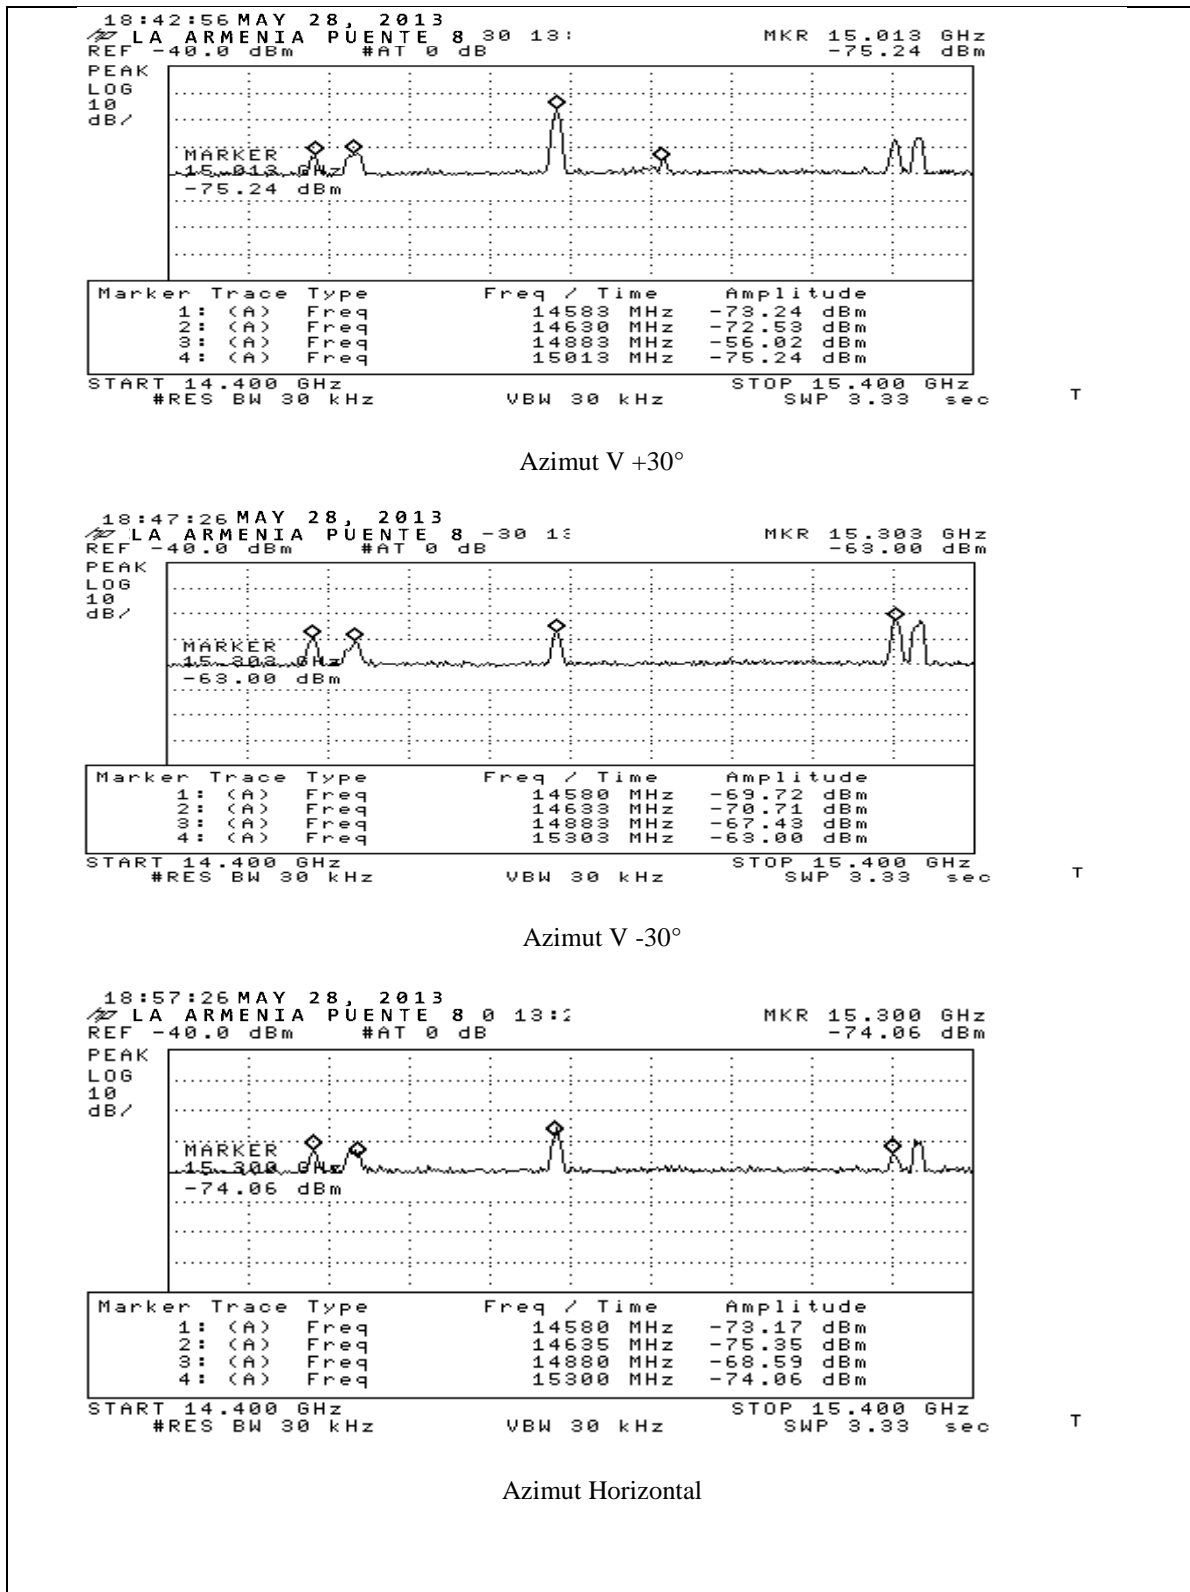 18:42:56 MAY 28, 2013
hp LA ARMENIA PUENTE 8 30 13: MKR 15.013 GHz
REF -40.0 dBm #AT 0 dB -75.24 dBm
PEAK
LOG
10
dB/
MARKER
15.013 GHz
-75.24 dBm
Marker Trace Type Freq / Time Amplitude
1: (A) Freq 14583 MHz -73.24 dBm
2: (A) Freq 14630 MHz -72.53 dBm
3: (A) Freq 14883 MHz -56.02 dBm
4: (A) Freq 15013 MHz -75.24 dBm
START 14.400 GHz STOP 15.400 GHz
#RES BW 30 kHz VBW 30 kHz SWP 3.33 sec T
Azimut V +30°
18:47:26 MAY 28, 2013
hp LA ARMENIA PUENTE 8 -30 13 MKR 15.303 GHz
REF -40.0 dBm #AT 0 dB -63.00 dBm
PEAK
LOG
10
dB/
MARKER
15.303 GHz
-63.00 dBm
Marker Trace Type Freq / Time Amplitude
1: (A) Freq 14580 MHz -69.72 dBm
2: (A) Freq 14633 MHz -70.71 dBm
3: (A) Freq 14883 MHz -67.43 dBm
4: (A) Freq 15303 MHz -63.00 dBm
START 14.400 GHz STOP 15.400 GHz
#RES BW 30 kHz VBW 30 kHz SWP 3.33 sec T
Azimut V -30°
18:57:26 MAY 28, 2013
hp LA ARMENIA PUENTE 8 0 13:2 MKR 15.300 GHz
REF -40.0 dBm #AT 0 dB -74.06 dBm
PEAK
LOG
10
dB/
MARKER
15.300 GHz
-74.06 dBm
Marker Trace Type Freq / Time Amplitude
1: (A) Freq 14580 MHz -73.17 dBm
2: (A) Freq 14635 MHz -75.35 dBm
3: (A) Freq 14880 MHz -68.59 dBm
4: (A) Freq 15300 MHz -74.06 dBm
START 14.400 GHz STOP 15.400 GHz
#RES BW 30 kHz VBW 30 kHz SWP 3.33 sec T
Azimut Horizontal